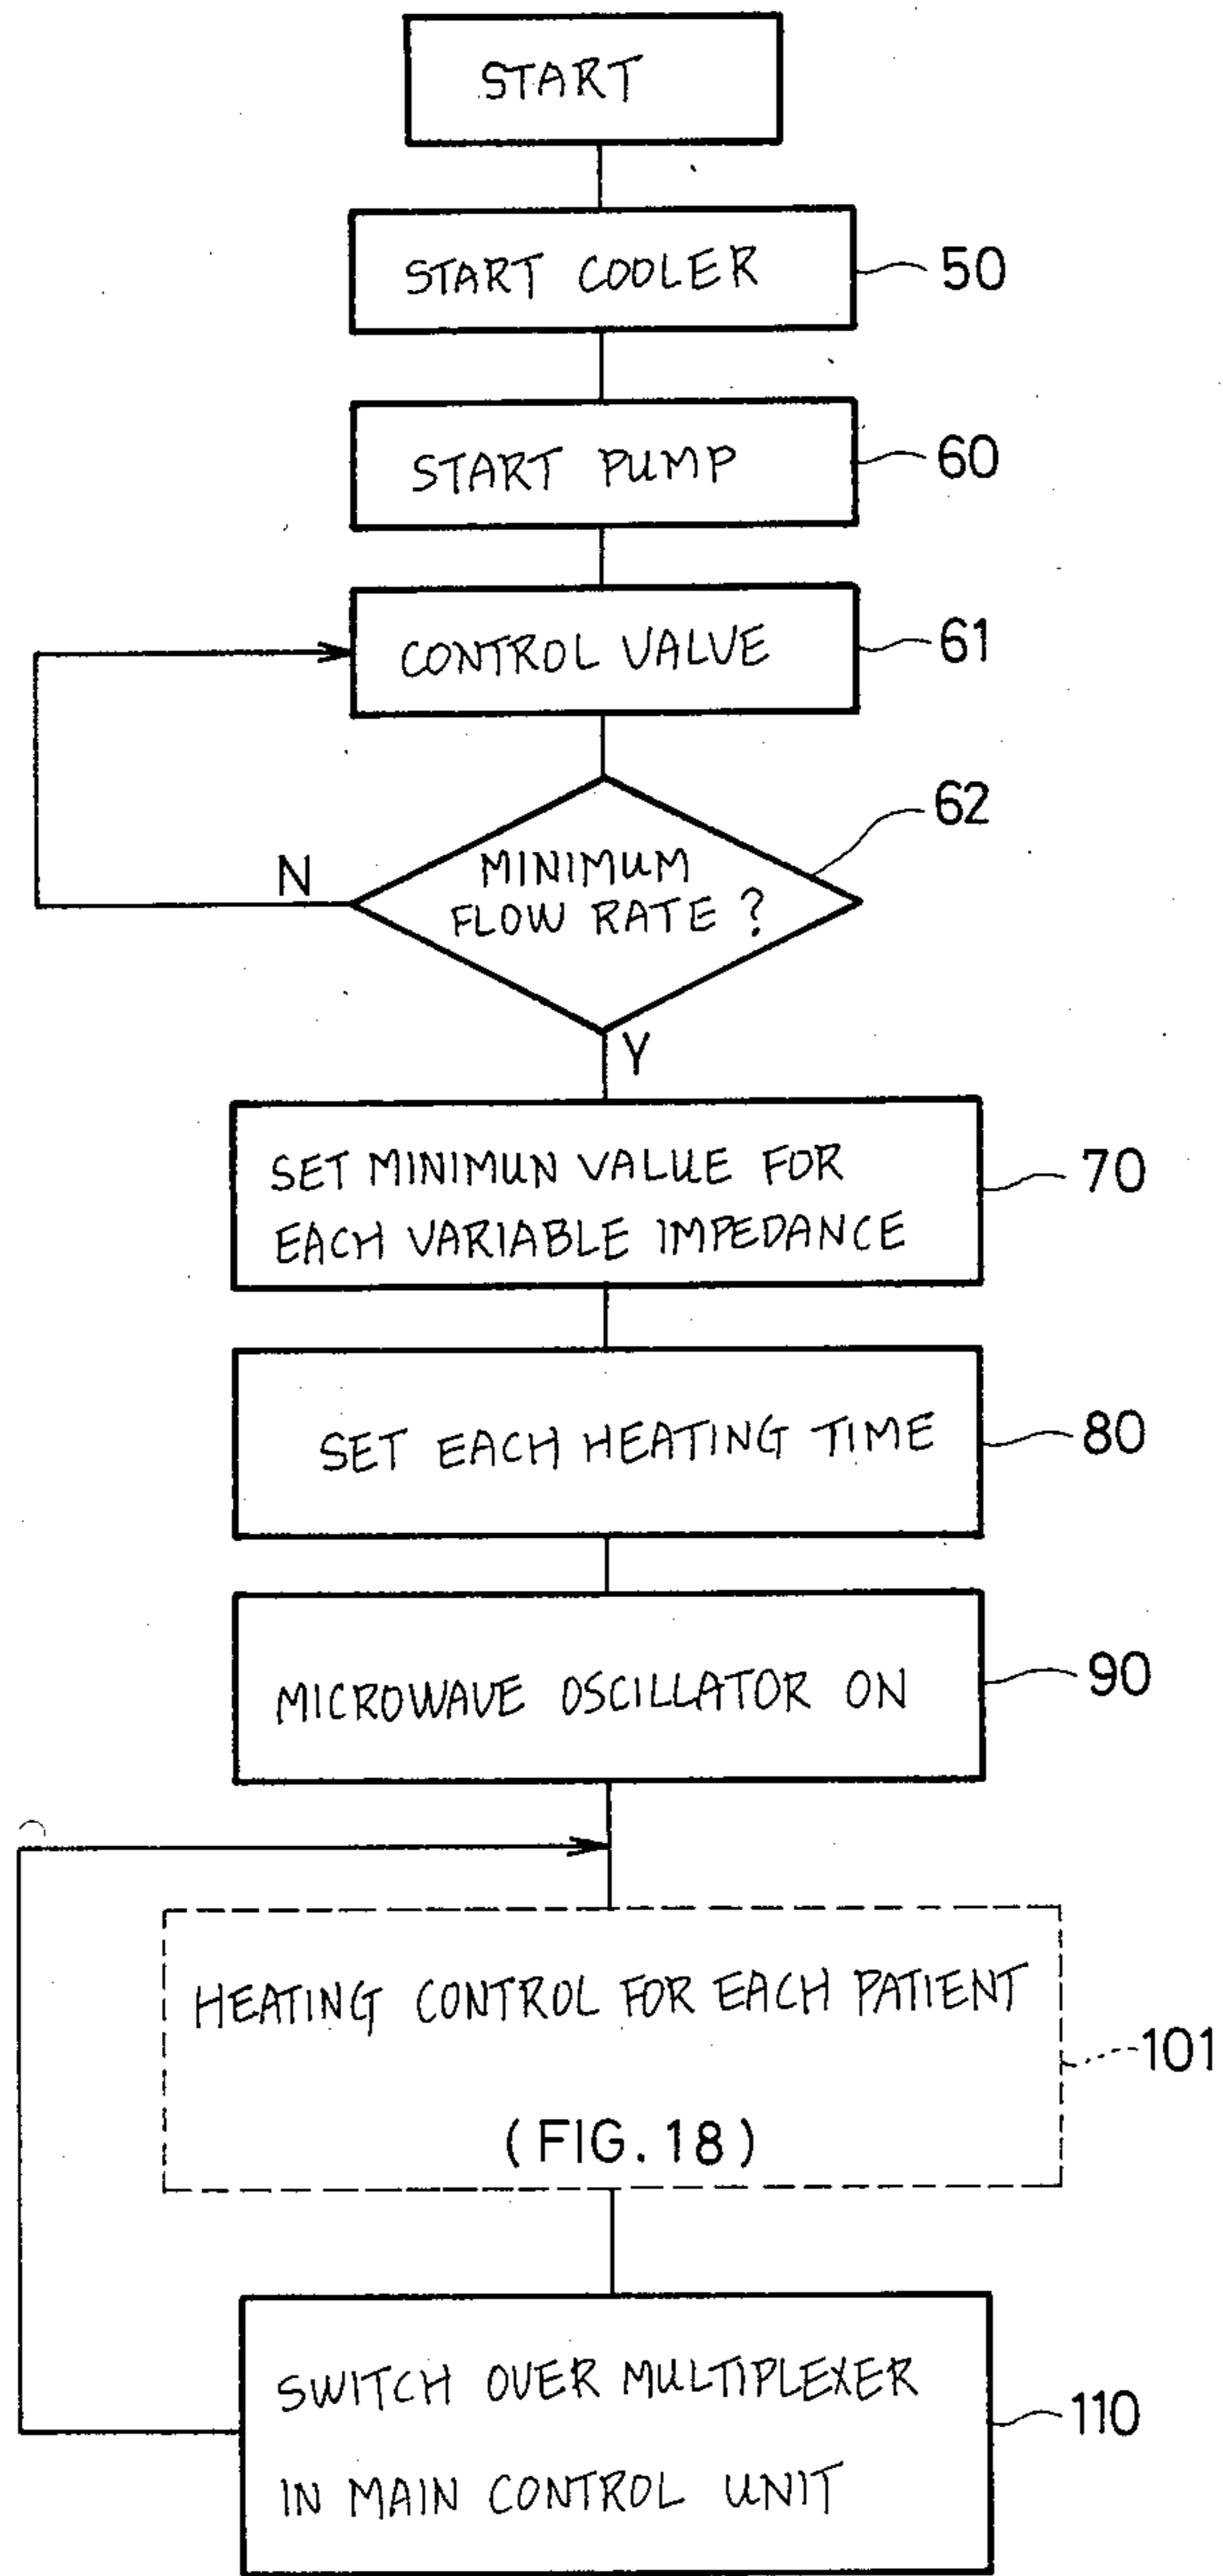 START
START COOLER
50
START PUMP
60
CONTROL VALUE
61
62
MINIMUM
FLOW RATE ?
N
Y
SET MINIMUN VALUE FOR
EACH VARIABLE IMPEDANCE
70
SET EACH HEATING TIME
80
MICROWAVE OSCILLATOR ON
90
HEATING CONTROL FOR EACH PATIENT
101
(FIG. 18)
SWITCH OVER MULTIPLEXER
IN MAIN CONTROL UNIT
110